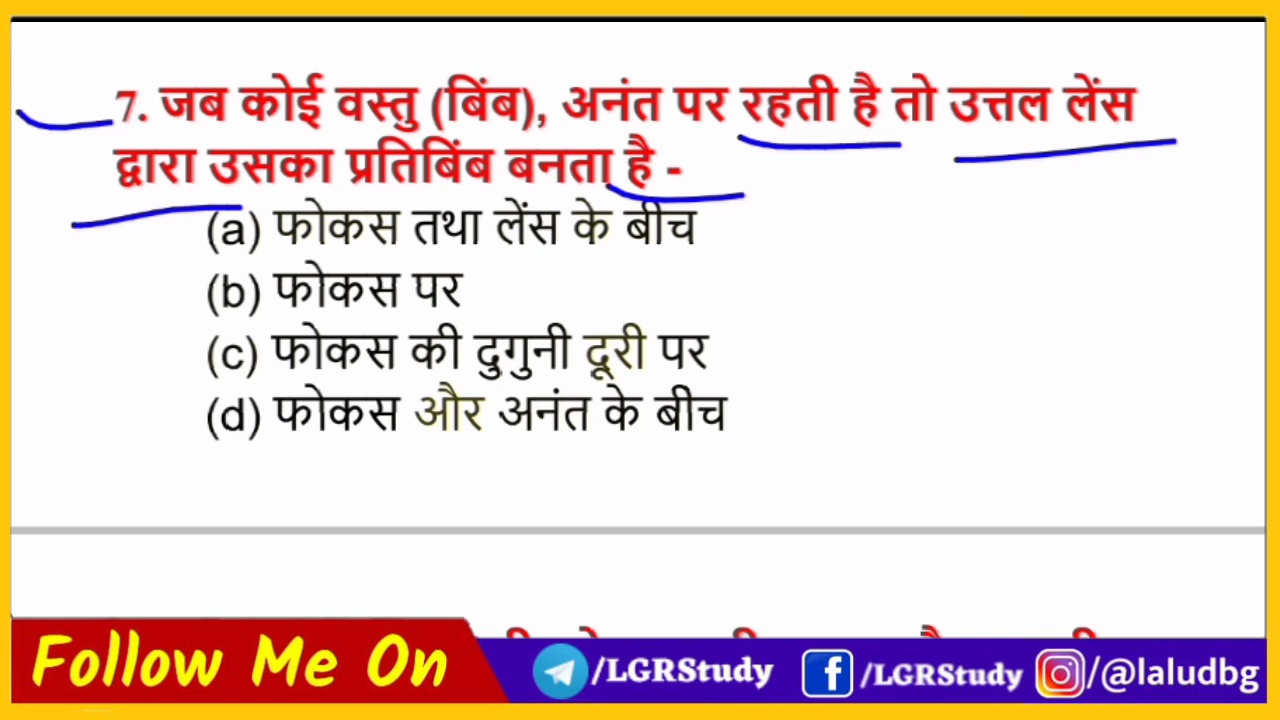 7. जब कोई वस्तु (बिंब), अनंत पर रहती है तो उत्तल लेंस
द्वारा उसका प्रतिबिंब बनता है -
(a) फोकस तथा लेंस के बीच
(b) फोकस पर
(c) फोकस की दुगुनी दूरी पर
(d) फोकस और अनंत के बीच
Follow Me On
/LGRStudy
/LGRStudy
/@laludbg